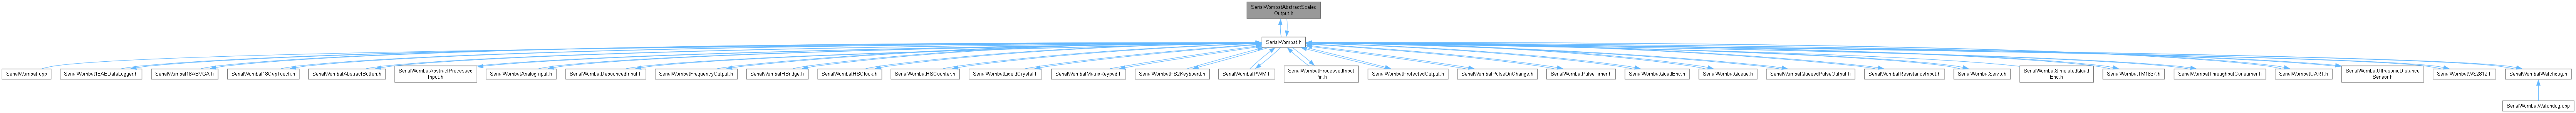 SerialWombatAbstractScaled
Output.h
SerialWombat.h
SerialWombat.cpp
SerialWombat18ABDataLogger.h
SerialWombat18ABVGA.h
SerialWombat18CapTouch.h
SerialWombatAbstractButton.h
SerialWombatAbstractProcessed
Input.h
SerialWombatAnalogInput.h
SerialWombatDebouncedInput.h
SerialWombatFrequencyOutput.h
SerialWombatHBridge.h
SerialWombatHSClock.h
SerialWombatHSCounter.h
SerialWombatLiquidCrystal.h
SerialWombatMatrixKeypad.h
SerialWombatPS2Keyboard.h
SerialWombatPWM.h
SerialWombatProcessedInput
Pin.h
SerialWombatProtectedOutput.h
SerialWombatPulseOnChange.h
SerialWombatPulseTimer.h
SerialWombatQuadEnc.h
SerialWombatQueue.h
SerialWombatQueuedPulseOutput.h
SerialWombatResistanceInput.h
SerialWombatServo.h
SerialWombatSimulatedQuad
Enc.h
SerialWombatTM1637.h
SerialWombatThroughputConsumer.h
SerialWombatUART.h
SerialWombatUltrasonicDistance
Sensor.h
SerialWombatWS2812.h
SerialWombatWatchdog.h
SerialWombatWatchdog.cpp